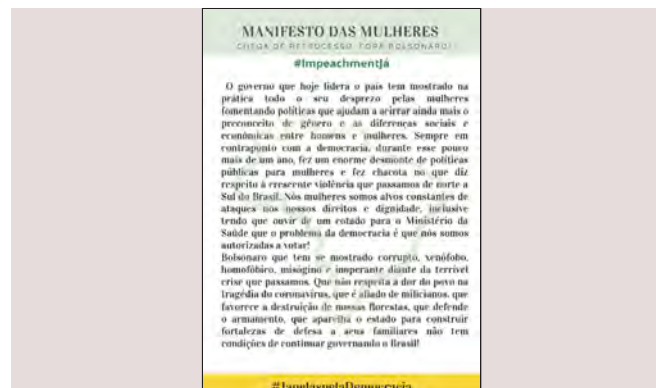 MANIFESTO DAS MULHERES
CHEGA DE RETROCESSO. FORA BOLSONARO!
#ImpeachmentJá
O governo que hoje lidera o país tem mostrado na
prática todo o seu desprezo pelas mulheres
fomentando políticas que ajudam a acirrar ainda mais o
preconceito de gênero e as diferenças sociais e
econômicas entre homens e mulheres. Sempre em
contraponto com a democracia, durante esse pouco
mais de um ano, fez um enorme desmonte de políticas
públicas para mulheres e fez chacota no que diz
respeito à crescente violência que passamos de norte a
Sul do Brasil. Nós mulheres somos alvos constantes de
ataques nos nossos direitos e dignidade, inclusive
tendo que ouvir de um cotado para o Ministério da
Saúde que o problema da democracia é que nós somos
autorizadas a votar!
Bolsonaro que tem se mostrado corrupto, xenófobo,
homofóbico, misógino e inoperante diante da terrível
crise que passamos. Que não respeita a dor do povo na
tragédia do coronavírus, que é aliado de milicianos, que
favorece a destruição de nossas florestas, que defende
o armamento, que aparelha o estado para construir
fortalezas de defesa a seus familiares não tem
condições de continuar governando o Brasil!
#JanelaspelaDemocracia